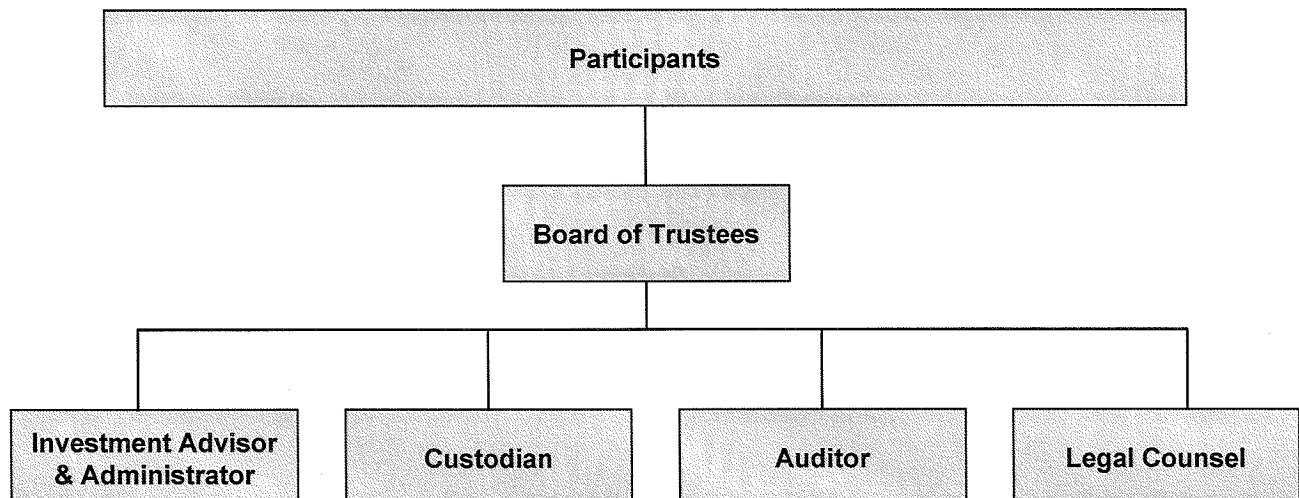 Participants
Board of Trustees
Investment Advisor
& Administrator
Custodian
Auditor
Legal Counsel